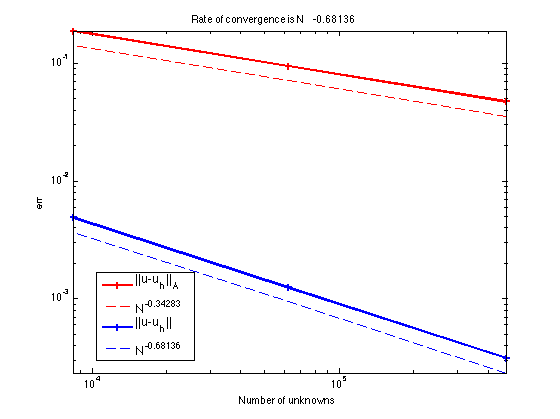 Rate of convergence is N -0.68136
10^-1
10^-2
10^-3
err
||u-u_h||_A
N^-0.34283
||u-u_h||
N^-0.68136
10^4
10^5
Number of unknowns